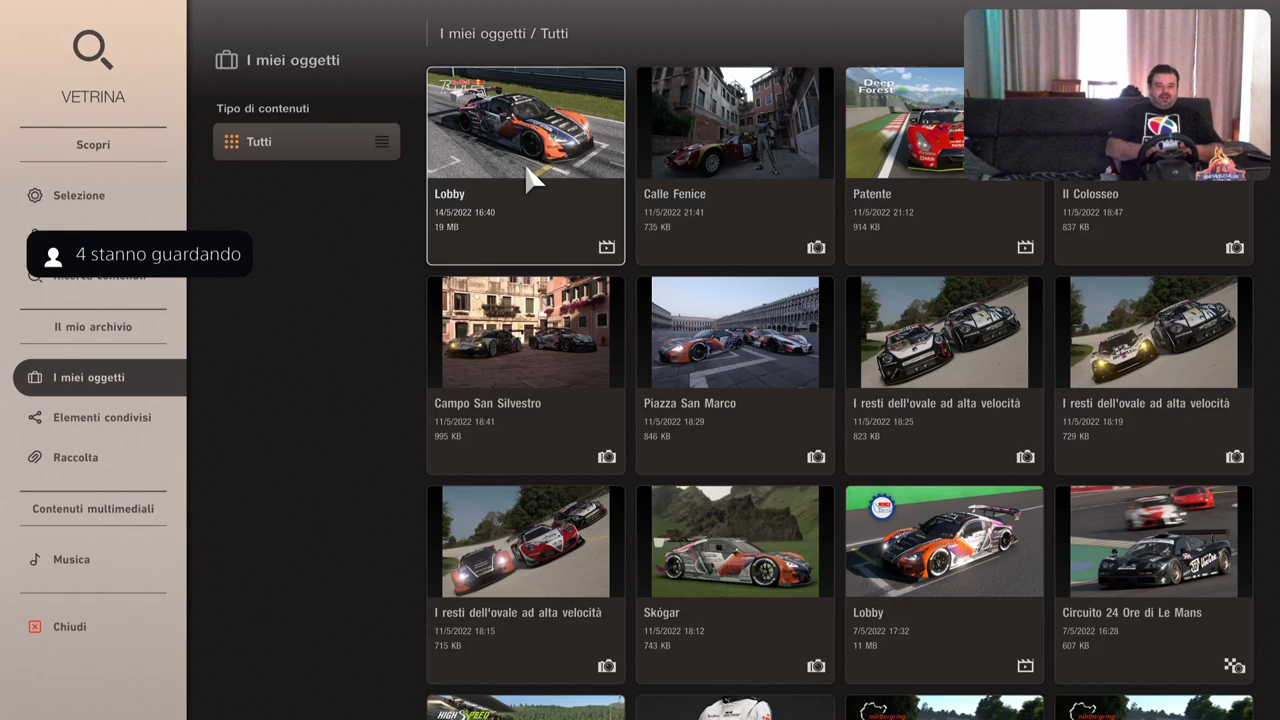 VETRINA
Scopri
Selezione
4 stanno guardando
Il mio archivio
I miei oggetti
Elementi condivisi
Raccolta
Contenuti multimediali
Musica
Chiudi
I miei oggetti
Tipo di contenuti
Tutti
I miei oggetti / Tutti
Deep
Forest
Lobby
14/5/2022 16:40
19 MB
Calle Fenice
11/5/2022 21:41
735 KB
Patente
11/5/2022 21:12
914 KB
Il Colosseo
11/5/2022 18:47
837 KB
Campo San Silvestro
11/5/2022 18:41
995 KB
Piazza San Marco
11/5/2022 18:29
846 KB
I resti dell'ovale ad alta velocità
11/5/2022 18:25
823 KB
I resti dell'ovale ad alta velocità
11/5/2022 18:19
729 KB
I resti dell'ovale ad alta velocità
11/5/2022 18:15
715 KB
Skógar
11/5/2022 18:12
743 KB
Lobby
7/5/2022 17:32
11 MB
Circuito 24 Ore di Le Mans
7/5/2022 16:28
607 KB
HIGH SPEED
nürburgring
nürburgring